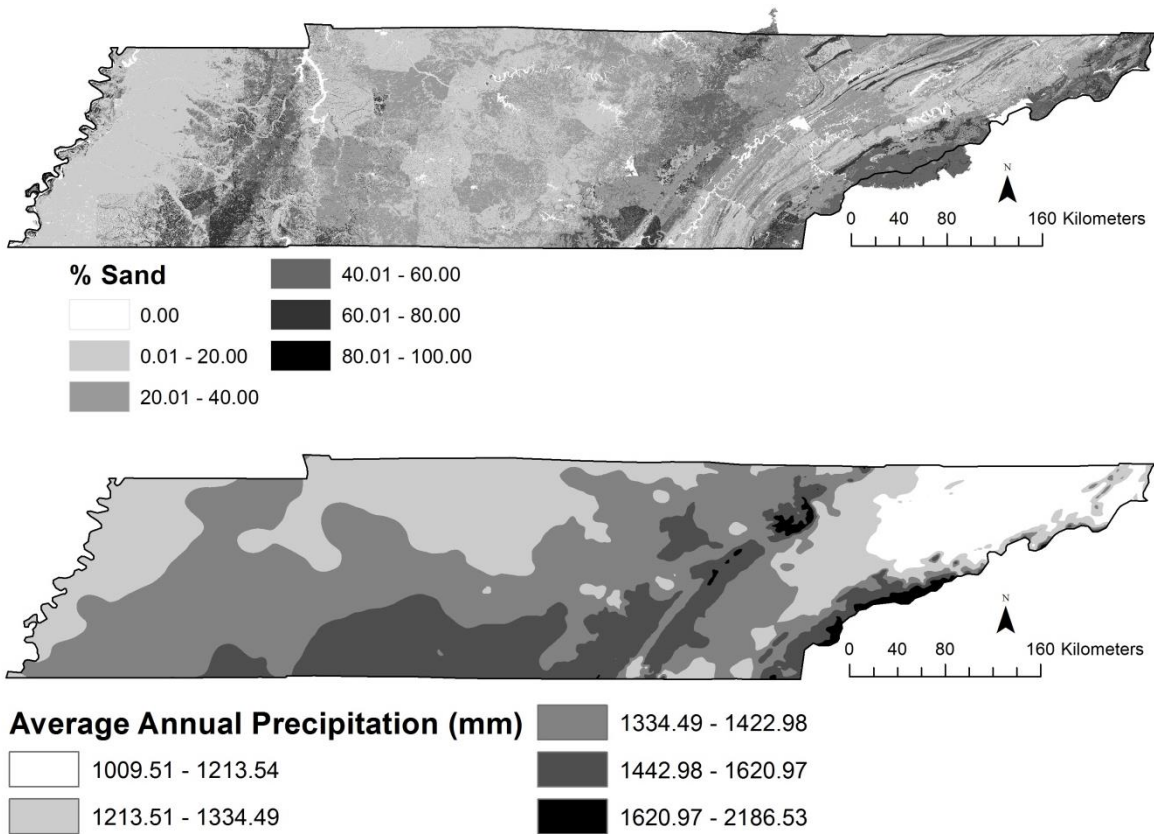 N
0 40 80 160 Kilometers
% Sand
0.00
0.01 - 20.00
20.01 - 40.00
40.01 - 60.00
60.01 - 80.00
80.01 - 100.00
N
0 40 80 160 Kilometers
Average Annual Precipitation (mm)
1009.51 - 1213.54
1213.51 - 1334.49
1334.49 - 1422.98
1442.98 - 1620.97
1620.97 - 2186.53